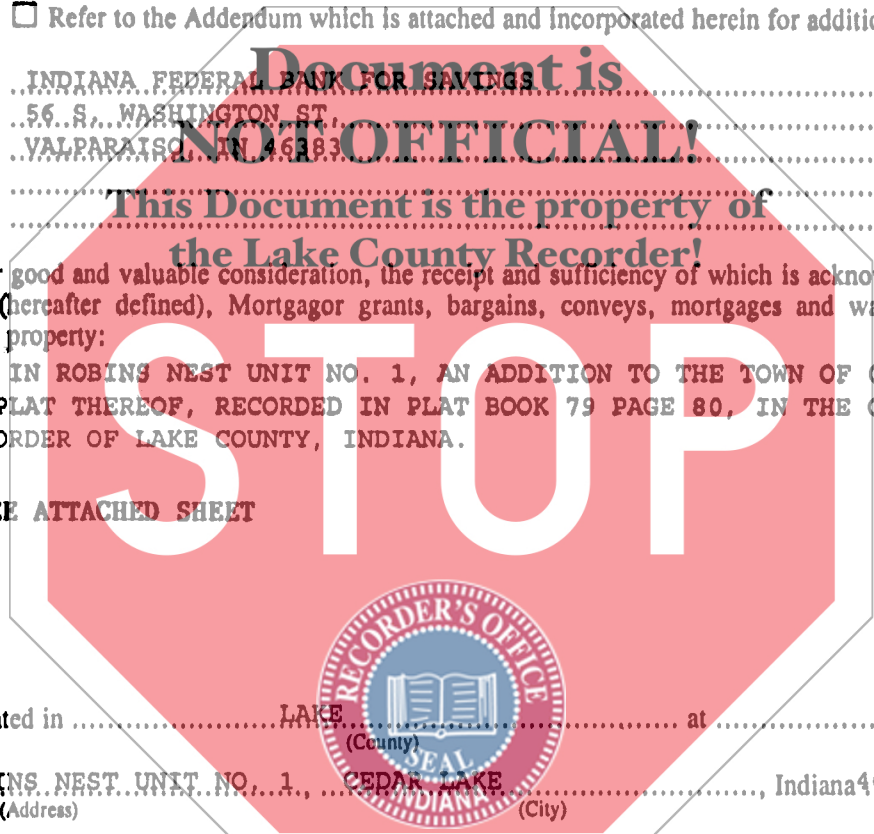 ☐ Refer to the Addendum which is attached and incorporated herein for additio
Document is
INDIANA FEDERAL BANK FOR SAVINGS
56 S. WASHINGTON ST.
NOT OFFICIAL!
VALPARAISO, IN 46383
This Document is the property of
the Lake County Recorder!
good and valuable consideration, the receipt and sufficiency of which is ackno
(hereafter defined), Mortgagor grants, bargains, conveys, mortgages and wa
property:
IN ROBINS NEST UNIT NO. 1, AN ADDITION TO THE TOWN OF
PLAT THEREOF, RECORDED IN PLAT BOOK 79 PAGE 80, IN THE
ORDER OF LAKE COUNTY, INDIANA.
STOP
E ATTACHED SHEET
RECORDER'S OFFICE
ted in LAKE at
(County)
SEAL
INS NEST UNIT NO. 1, CEDAR LAKE, Indiana 4
INDIANA
(Address) (City)